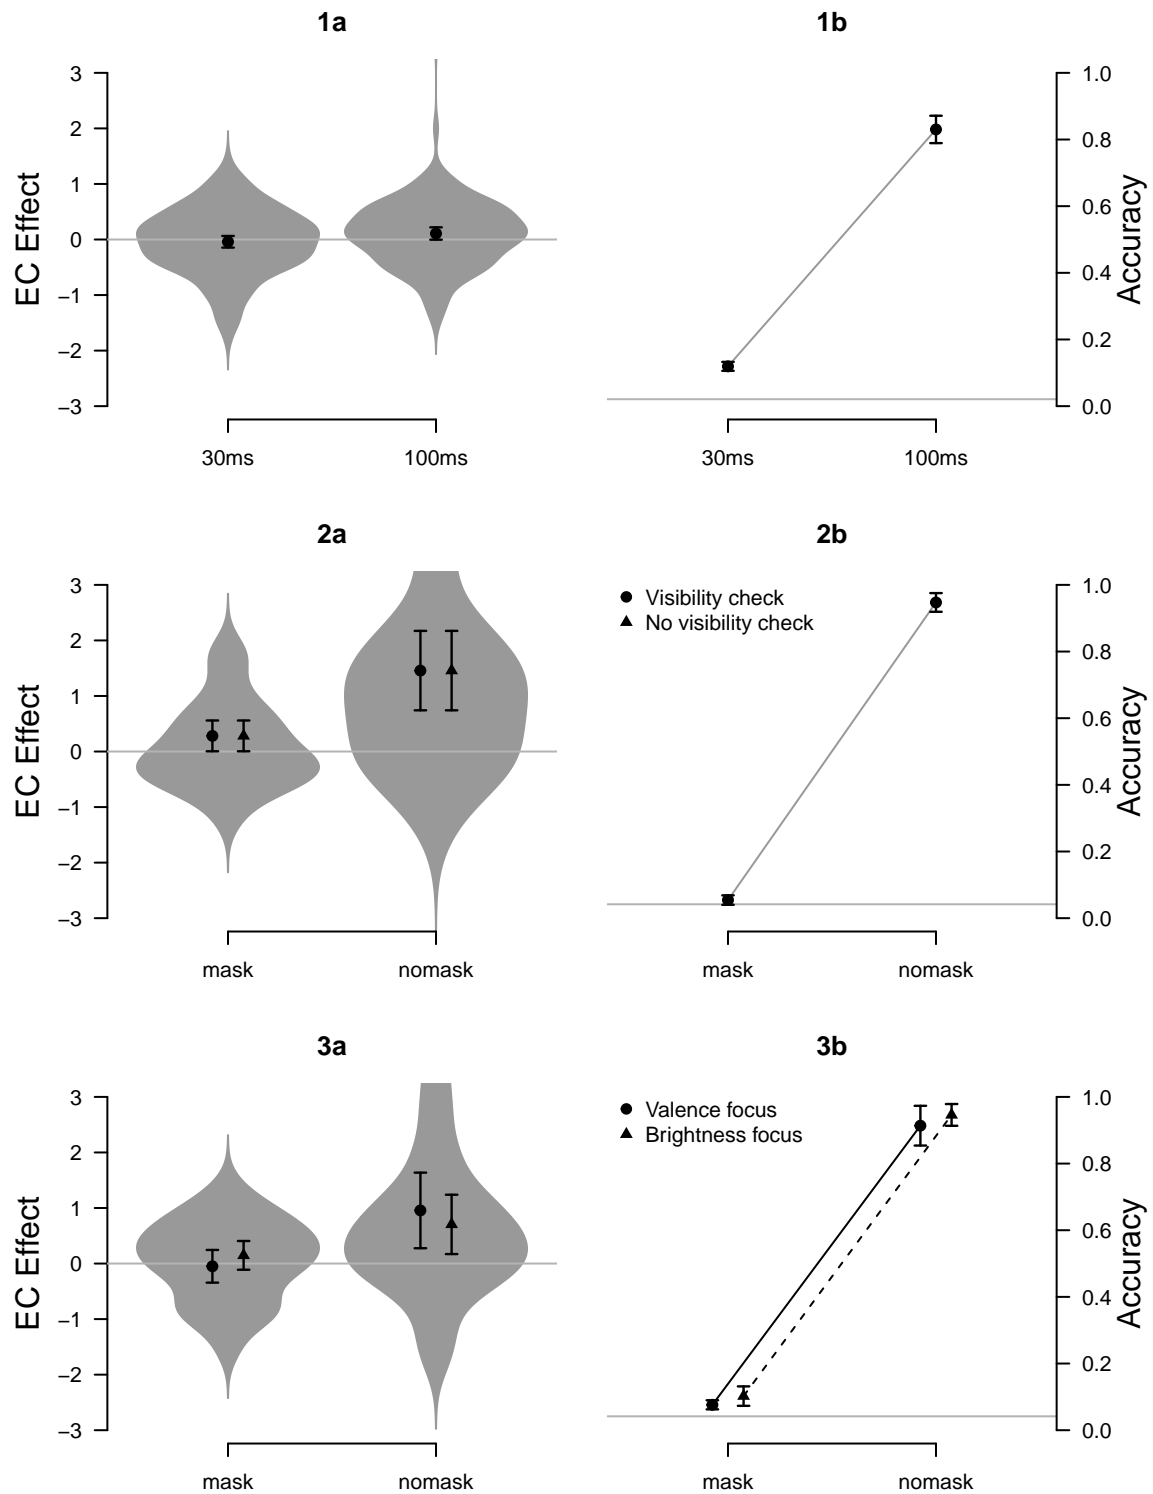 1a
3
2
1
0
−1
−2
−3
EC Effect
30ms 100ms
1b
1.0
0.8
0.6
0.4
0.2
0.0
Accuracy
30ms 100ms
2a
3
2
1
0
−1
−2
−3
EC Effect
mask nomask
2b
Visibility check
No visibility check
1.0
0.8
0.6
0.4
0.2
0.0
Accuracy
mask nomask
3a
3
2
1
0
−1
−2
−3
EC Effect
mask nomask
3b
Valence focus
Brightness focus
1.0
0.8
0.6
0.4
0.2
0.0
Accuracy
mask nomask